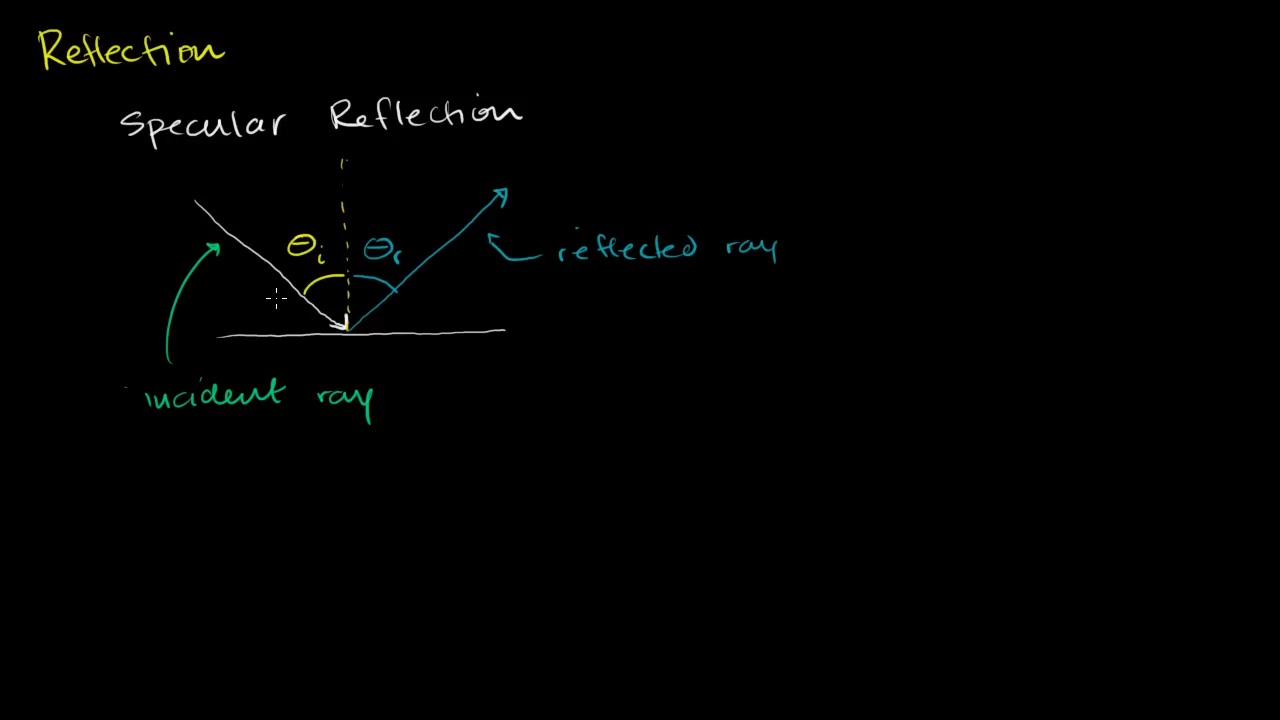 Reflection
Specular Reflection
θi θr
reflected ray
incident ray